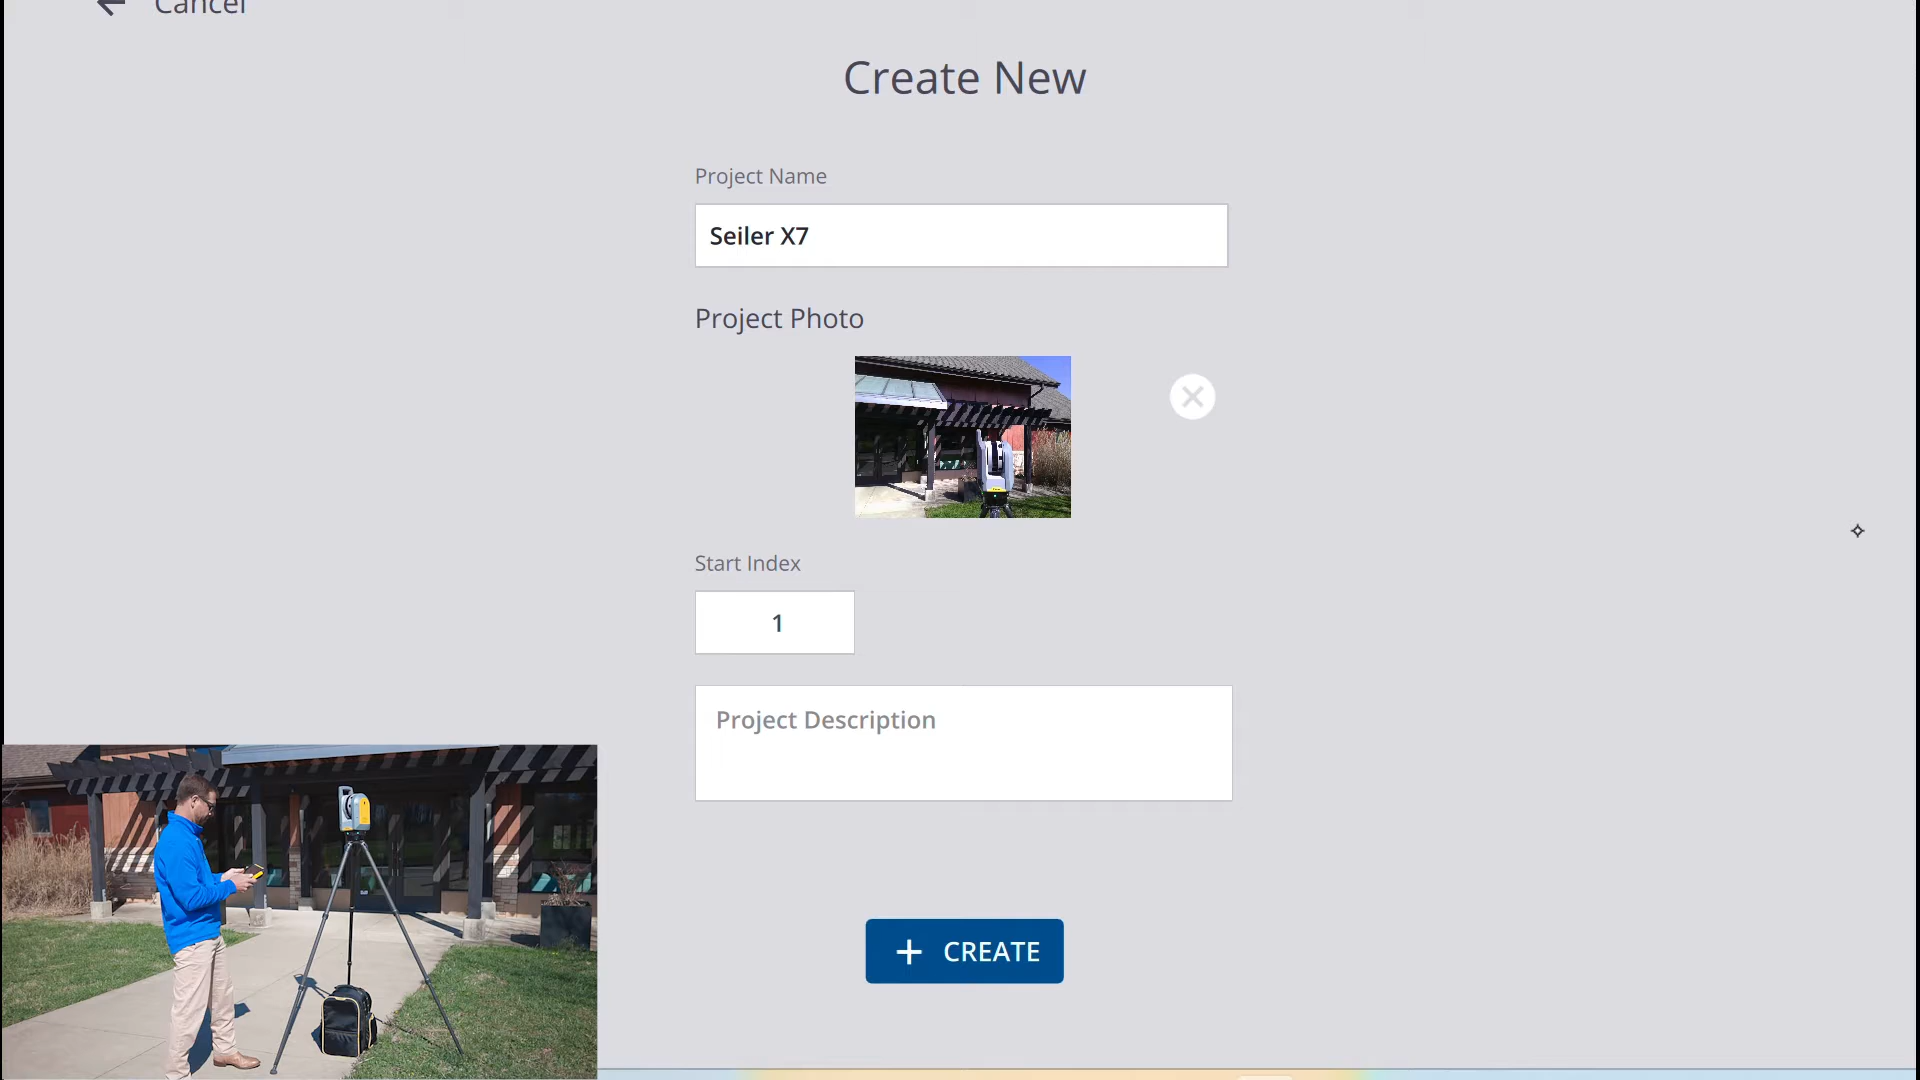 Cancel
Create New
Project Name
Seiler X7
Project Photo
Start Index
1
Project Description
CREATE